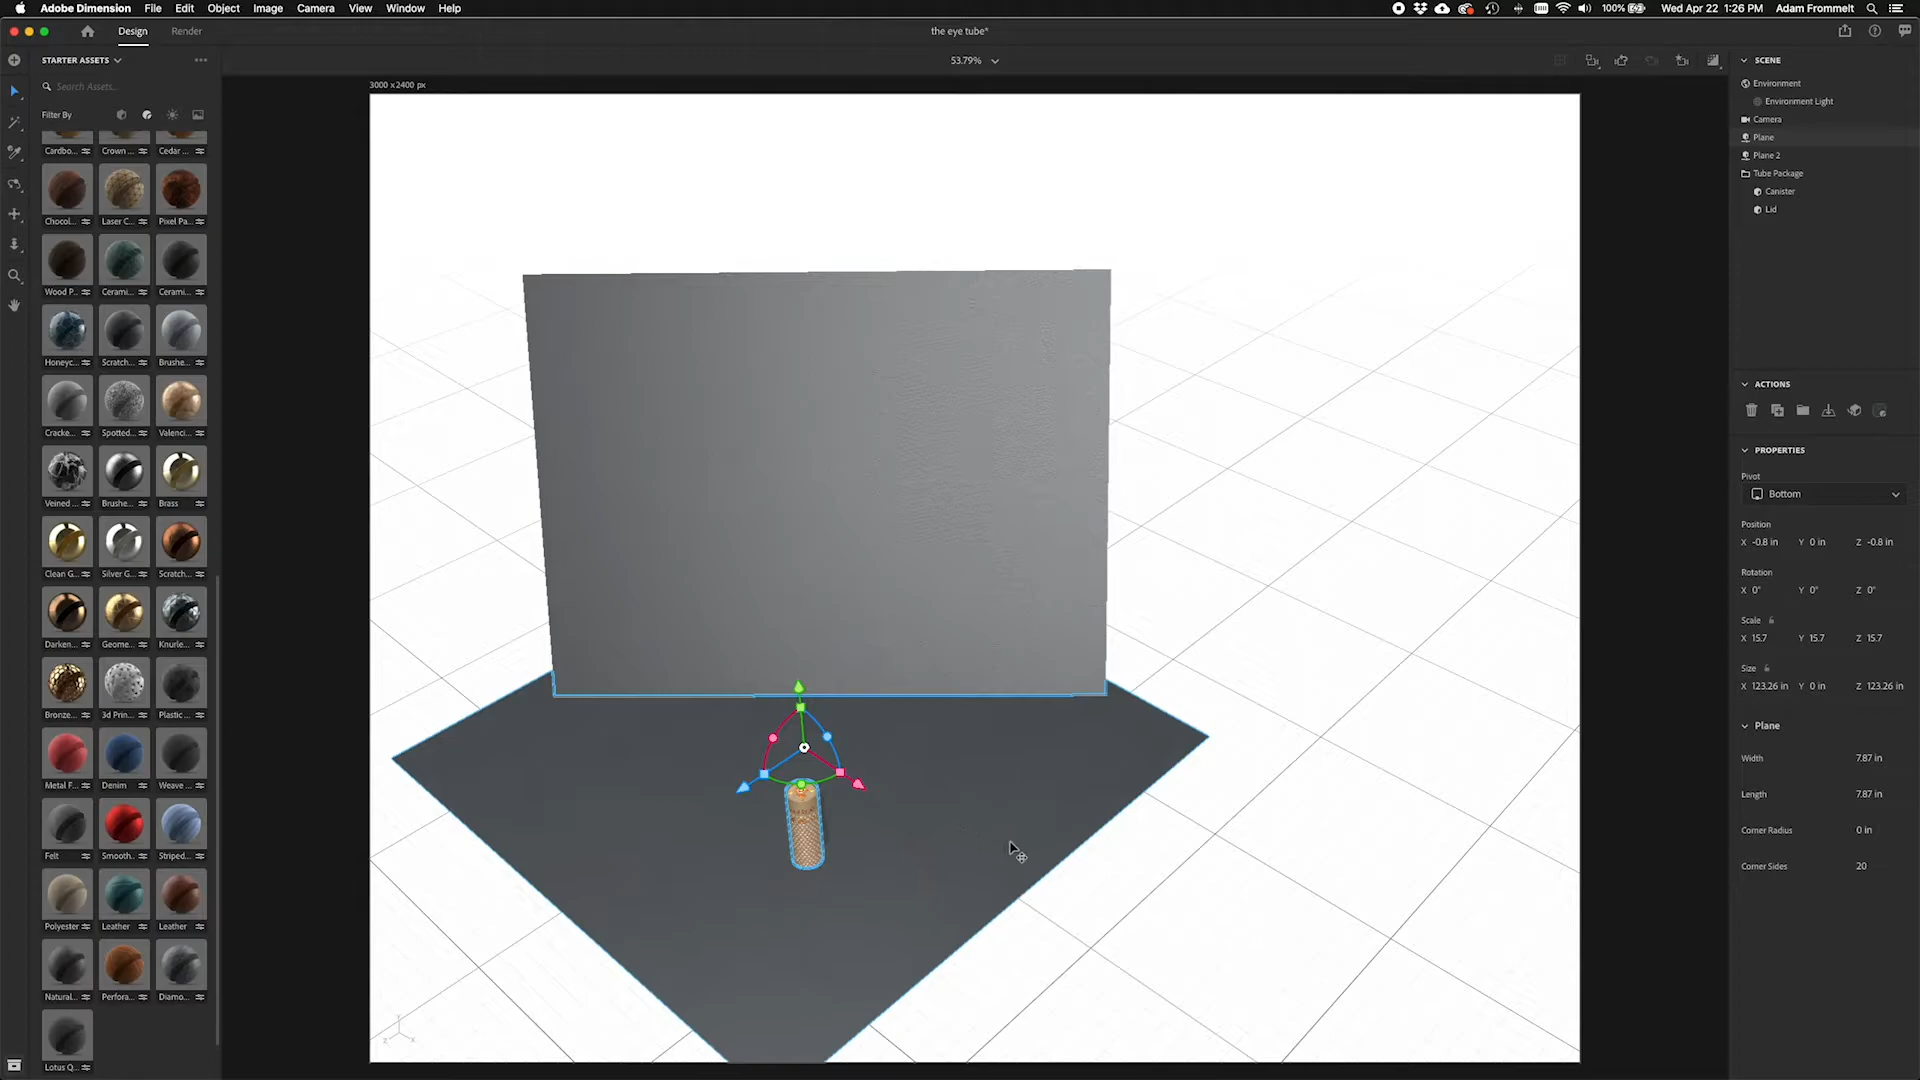 Adobe Dimension File Edit Object Image Camera View Window Help
100% Wed Apr 22 1:26 PM Adam Frommelt
Design Render
the eye tube*
STARTER ASSETS
53.79%
Search Assets...
Filter By
3000 x 2400 px
Cardbo... Crown ... Cedar ...
Chocol... Laser C... Pixel Pa...
Wood P... Cerami... Cerami...
Honeyc... Scratch... Brushe...
Cracke... Spotted... Valenci...
Veined ... Brushe... Brass
Clean G... Silver G... Scratch...
Darken... Geome... Knurle...
Bronze... 3d Prin... Plastic ...
Metal F... Denim Weave ...
Felt Smooth... Striped...
Polyester Leather Leather
Natural... Perfora... Diamo...
Lotus Q...
SCENE
Environment
Environment Light
Camera
Plane
Plane 2
Tube Package
Canister
Lid
ACTIONS
PROPERTIES
Pivot
Bottom
Position
X -0.8 in Y 0 in Z -0.8 in
Rotation
X 0° Y 0° Z 0°
Scale
X 15.7 Y 15.7 Z 15.7
Size
X 123.26 in Y 0 in Z 123.26 in
Plane
Width 7.87 in
Length 7.87 in
Corner Radius 0 in
Corner Sides 20